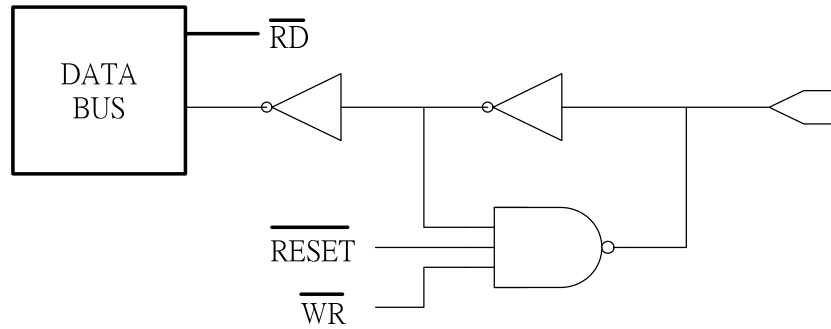 RD
DATA
BUS
RESET
WR